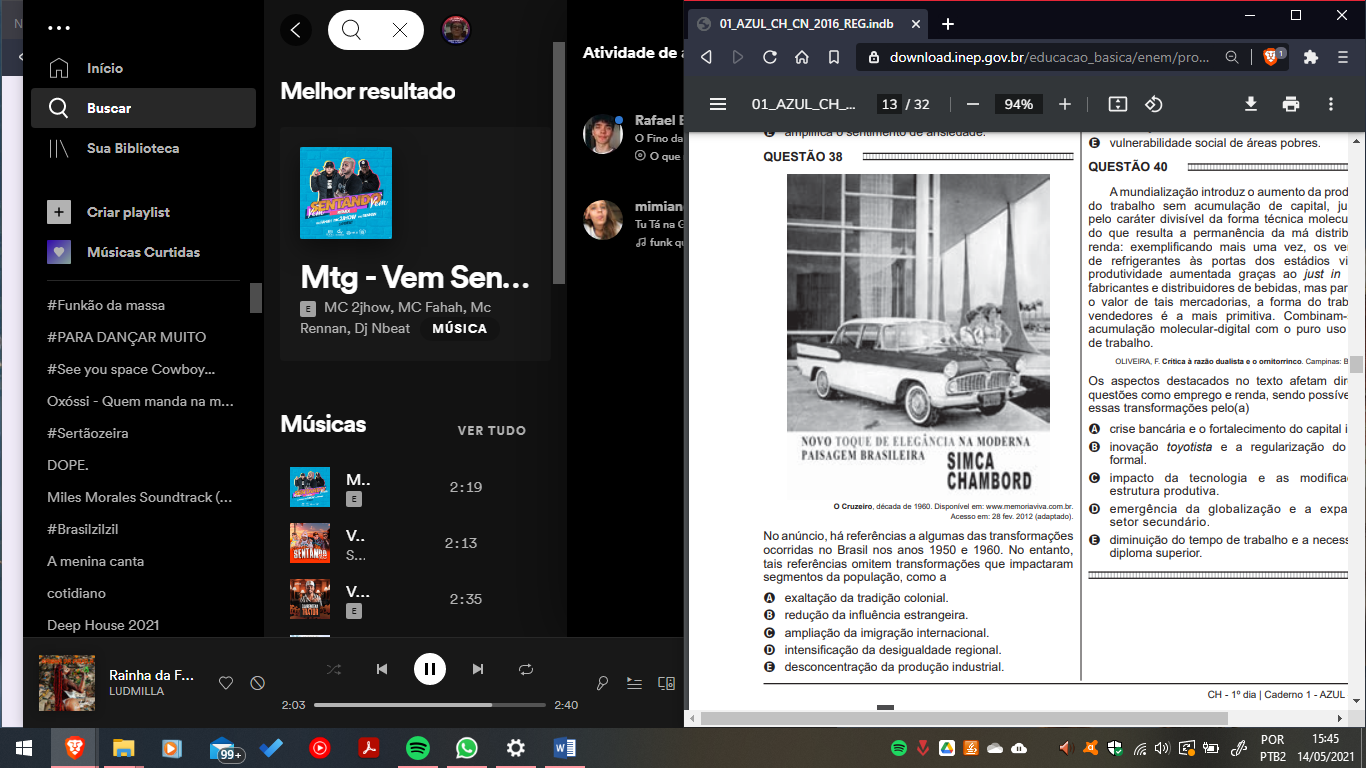 Início
Buscar
Sua Biblioteca
Criar playlist
Músicas Curtidas
#Funkão da massa
#PARA DANÇAR MUITO
#See you space Cowboy...
Oxóssi - Quem manda na m...
#Sertãozeira
DOPE.
Miles Morales Soundtrack (...
#Brasilzilzil
A menina canta
cotidiano
Deep House 2021
Melhor resultado
SENTANDO
Mtg - Vem Sen...
E MC 2jhow, MC Fahah, Mc
Rennan, Dj Nbeat MÚSICA
Músicas
VER TUDO
M..
E
2:19
V..
S...
2:13
V...
E
2:35
Atividade de a
Rafael B
O Fino da
O que
mimian
Tu Tá na G
funk qu
Rainha da F...
LUDMILLA
2:03
2:40
01_AZUL_CH_CN_2016_REG.indb
download.inep.gov.br/educacao_basica/enem/pro...
1
01_AZUL_CH_...
13 / 32
94%
C amplifica o sentimento de ansiedade.
QUESTÃO 38
NOVO TOQUE DE ELEGÂNCIA NA MODERNA
PAISAGEM BRASILEIRA
SIMCA
CHAMBORD
O Cruzeiro, década de 1960. Disponível em: www.memoriaviva.com.br.
Acesso em: 28 fev. 2012 (adaptado).
No anúncio, há referências a algumas das transformações
ocorridas no Brasil nos anos 1950 e 1960. No entanto,
tais referências omitem transformações que impactaram
segmentos da população, como a
A exaltação da tradição colonial.
B redução da influência estrangeira.
C ampliação da imigração internacional.
D intensificação da desigualdade regional.
E desconcentração da produção industrial.
E vulnerabilidade social de áreas pobres.
QUESTÃO 40
A mundialização introduz o aumento da prod
do trabalho sem acumulação de capital, ju
pelo caráter divisível da forma técnica molecu
do que resulta a permanência da má distrib
renda: exemplificando mais uma vez, os ve
de refrigerantes às portas dos estádios vi
produtividade aumentada graças ao just in
fabricantes e distribuidores de bebidas, mas par
o valor de tais mercadorias, a forma do trab
vendedores é a mais primitiva. Combinam-
acumulação molecular-digital com o puro uso
de trabalho.
OLIVEIRA, F. Crítica à razão dualista e o ornitorrinco. Campinas: B
Os aspectos destacados no texto afetam dir
questões como emprego e renda, sendo possíve
essas transformações pelo(a)
A crise bancária e o fortalecimento do capital i
B inovação toyotista e a regularização do
formal.
C impacto da tecnologia e as modifica
estrutura produtiva.
D emergência da globalização e a expa
setor secundário.
E diminuição do tempo de trabalho e a necess
diploma superior.
CH - 1º dia | Caderno 1 - AZUL
99+
POR
PTB2
15:45
14/05/2021